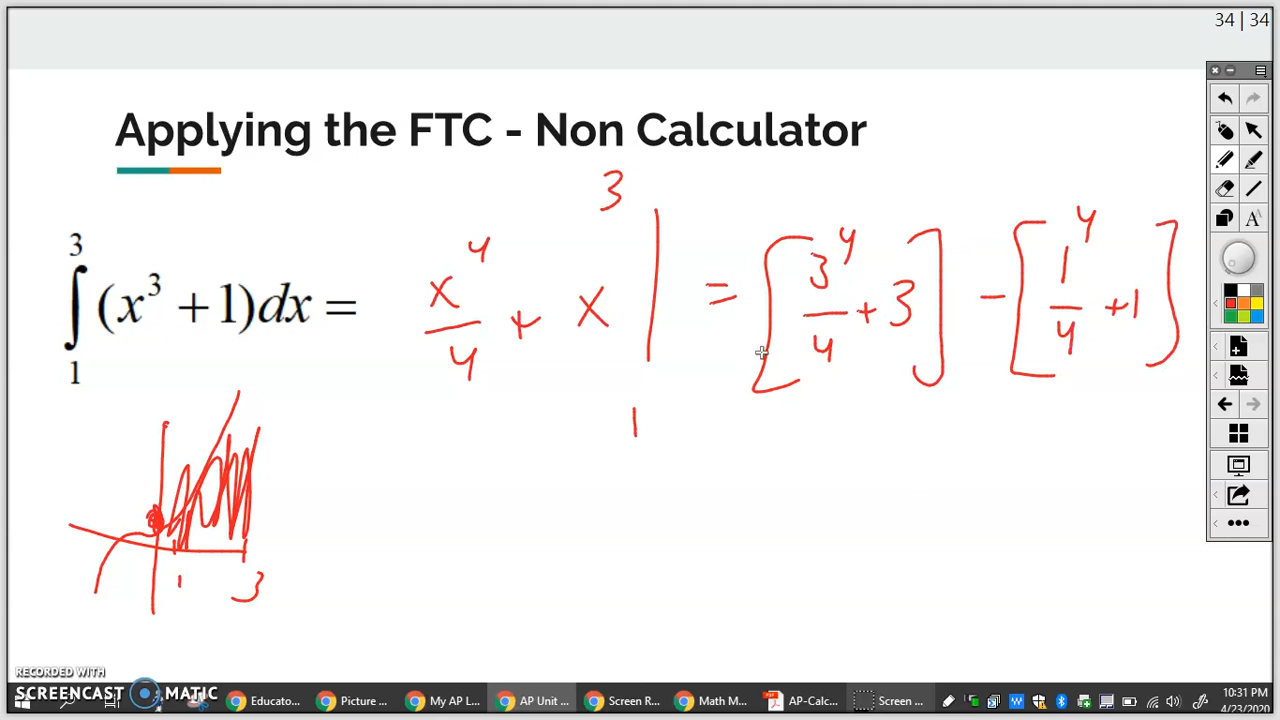 34 | 34
Applying the FTC - Non Calculator
∫₁³ (x³ + 1)dx = x⁴/4 + x |₁³ = [3⁴/4 + 3] - [1⁴/4 + 1]
1 3
RECORDED WITH
SCREENCAST MATIC
Educato... Picture ... My AP L... AP Unit ... Screen R... Math M... AP-Calc... Screen ...
10:31 PM
4/23/2020